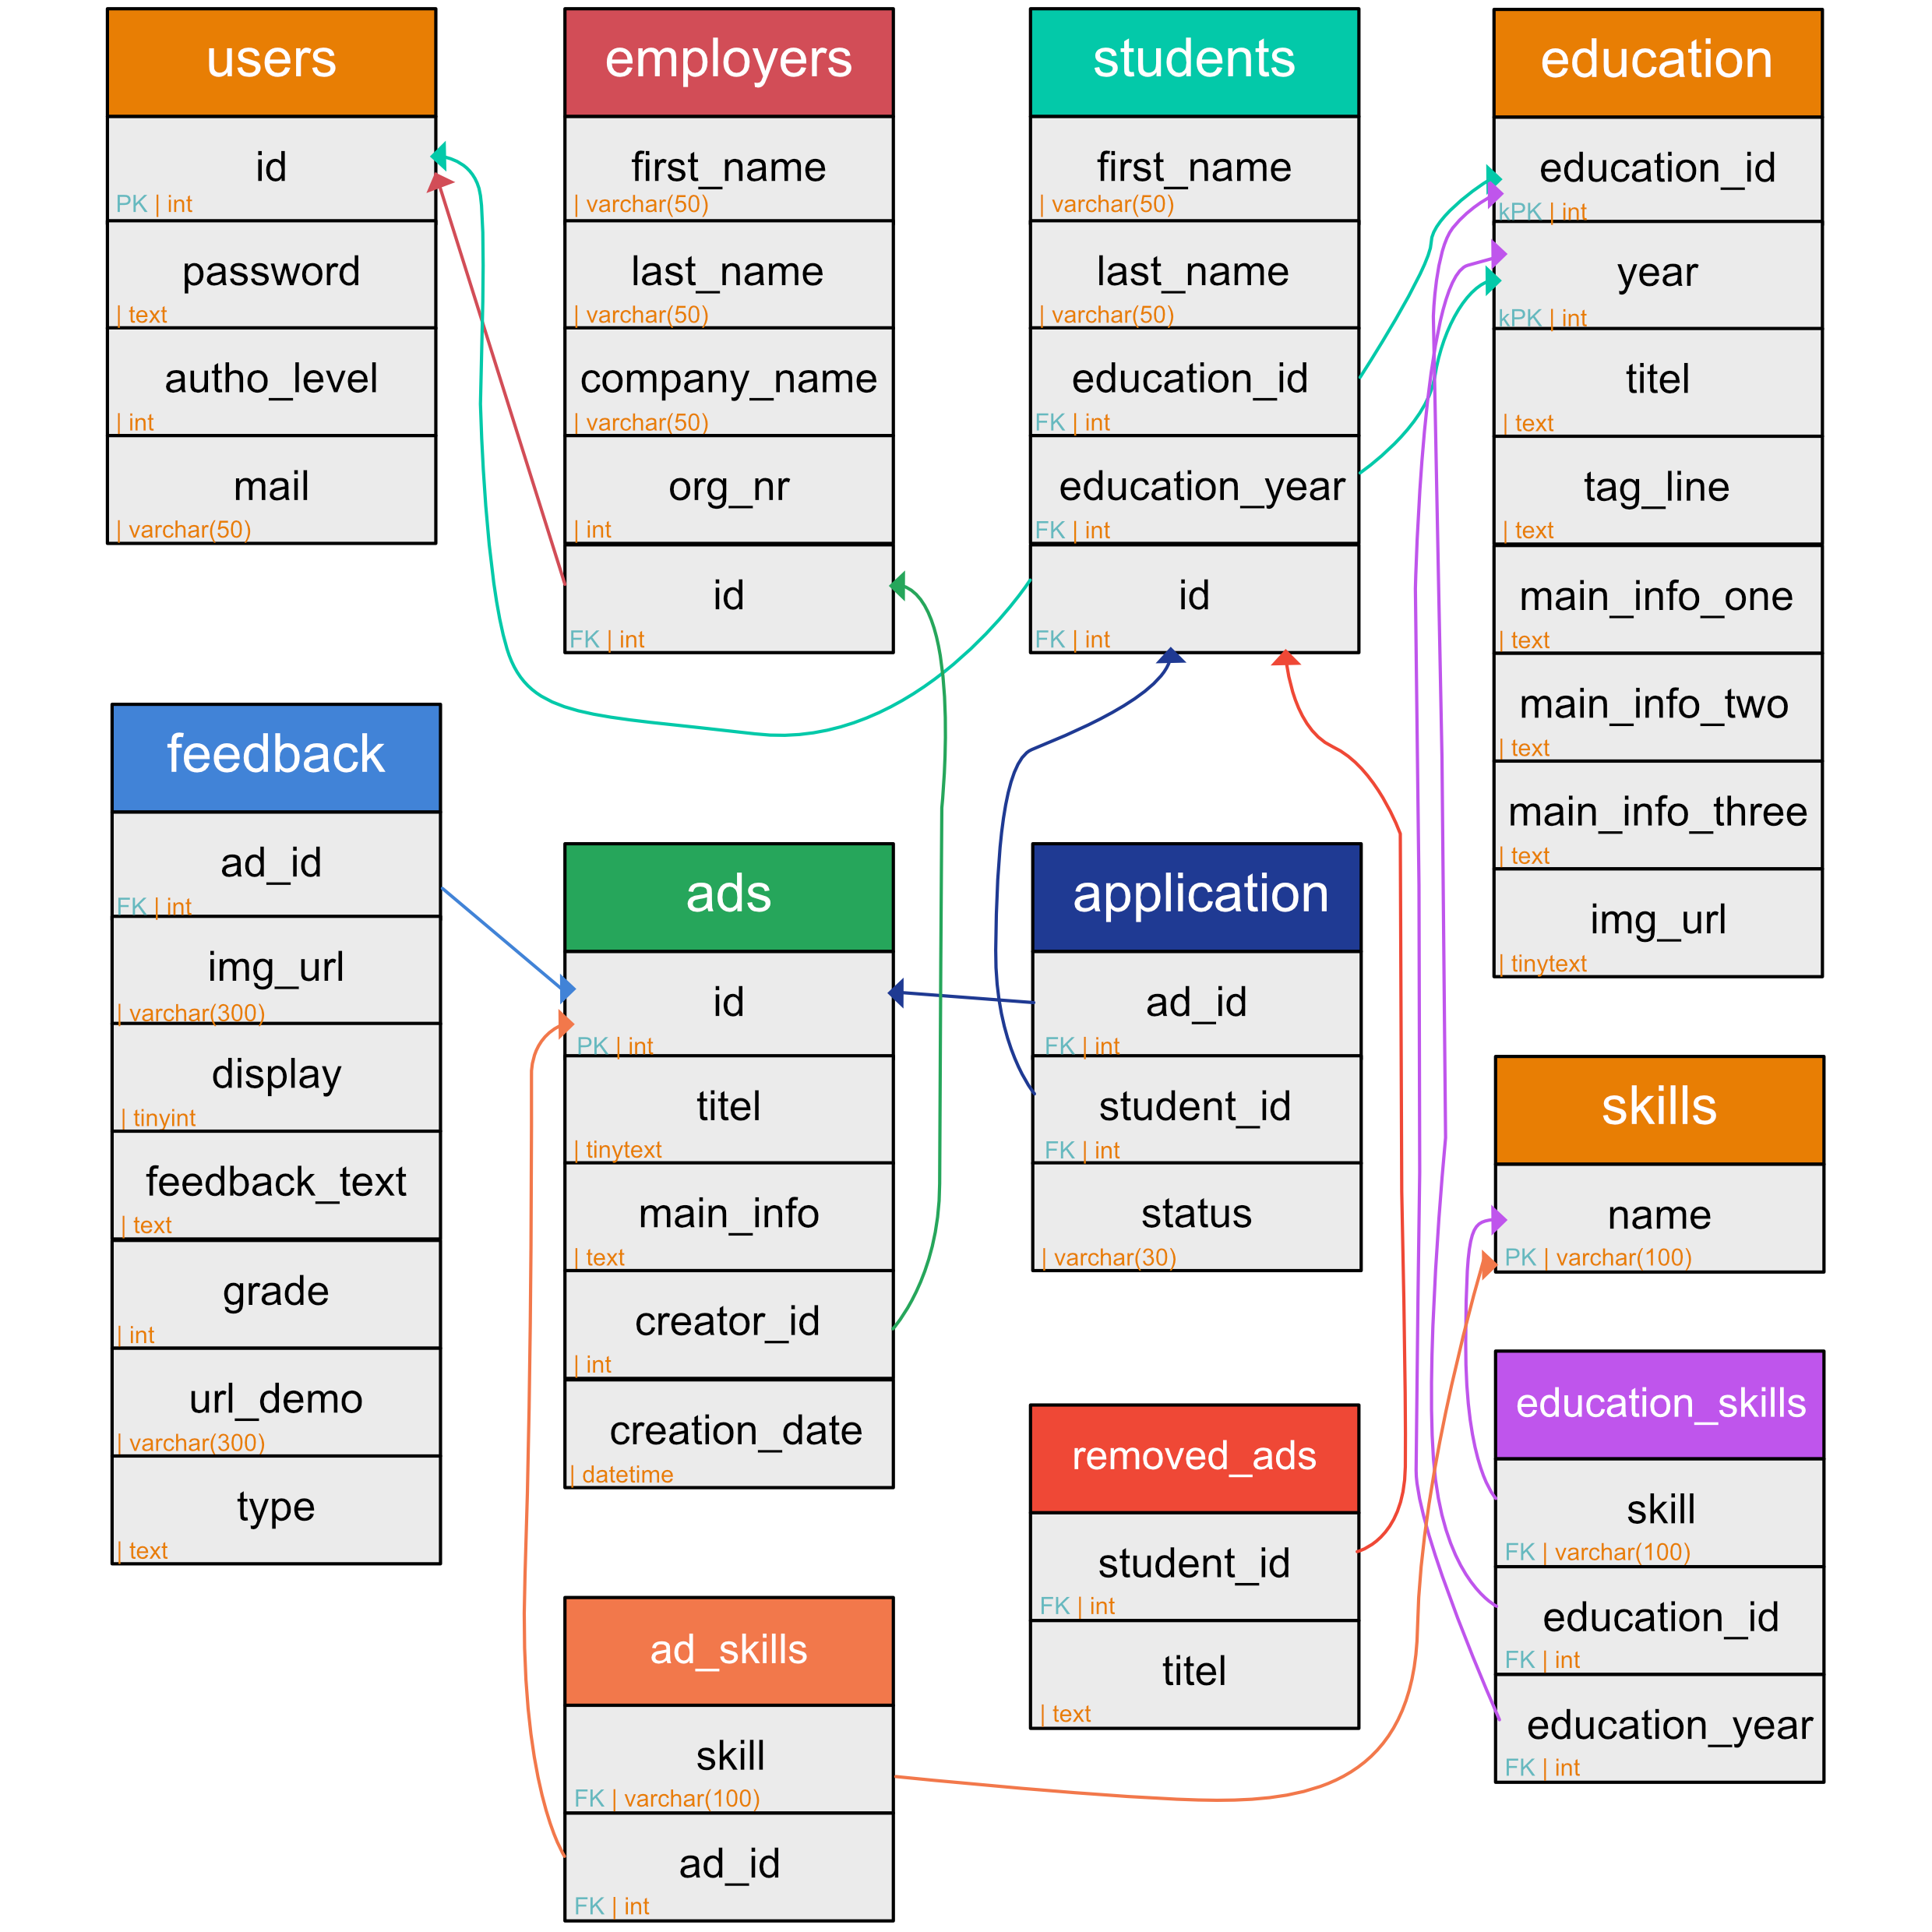 users
id
PK | int
password
| text
autho_level
| int
mail
| varchar(50)
employers
first_name
| varchar(50)
last_name
| varchar(50)
company_name
| varchar(50)
org_nr
| int
id
FK | int
students
first_name
| varchar(50)
last_name
| varchar(50)
education_id
FK | int
education_year
FK | int
id
FK | int
education
education_id
kPK | int
year
kPK | int
titel
| text
tag_line
| text
main_info_one
| text
main_info_two
| text
main_info_three
| text
img_url
| tinytext
feedback
ad_id
FK | int
img_url
| varchar(300)
display
| tinyint
feedback_text
| text
grade
| int
url_demo
| varchar(300)
type
| text
ads
id
PK | int
titel
| tinytext
main_info
| text
creator_id
| int
creation_date
| datetime
application
ad_id
FK | int
student_id
FK | int
status
| varchar(30)
skills
name
PK | varchar(100)
education_skills
skill
FK | varchar(100)
education_id
FK | int
education_year
FK | int
removed_ads
student_id
FK | int
titel
| text
ad_skills
skill
FK | varchar(100)
ad_id
FK | int